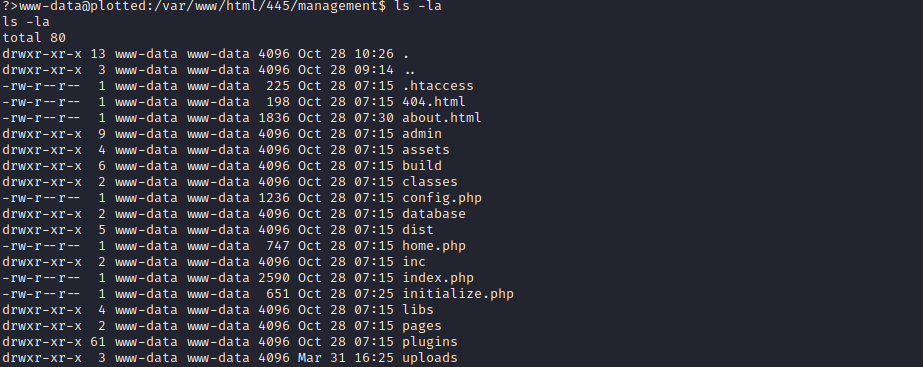 ?>www-data@plotted:/var/www/html/445/management$ ls -la
ls -la
total 80
drwxr-xr-x 13 www-data www-data 4096 Oct 28 10:26 .
drwxr-xr-x  3 www-data www-data 4096 Oct 28 09:14 ..
-rw-r--r--  1 www-data www-data  225 Oct 28 07:15 .htaccess
-rw-r--r--  1 www-data www-data  198 Oct 28 07:15 404.html
-rw-r--r--  1 www-data www-data 1836 Oct 28 07:30 about.html
drwxr-xr-x  9 www-data www-data 4096 Oct 28 07:15 admin
drwxr-xr-x  4 www-data www-data 4096 Oct 28 07:15 assets
drwxr-xr-x  6 www-data www-data 4096 Oct 28 07:15 build
drwxr-xr-x  2 www-data www-data 4096 Oct 28 07:15 classes
-rw-r--r--  1 www-data www-data 1236 Oct 28 07:15 config.php
drwxr-xr-x  2 www-data www-data 4096 Oct 28 07:15 database
drwxr-xr-x  5 www-data www-data 4096 Oct 28 07:15 dist
-rw-r--r--  1 www-data www-data  747 Oct 28 07:15 home.php
drwxr-xr-x  2 www-data www-data 4096 Oct 28 07:15 inc
-rw-r--r--  1 www-data www-data 2590 Oct 28 07:15 index.php
-rw-r--r--  1 www-data www-data  651 Oct 28 07:25 initialize.php
drwxr-xr-x  4 www-data www-data 4096 Oct 28 07:15 libs
drwxr-xr-x  2 www-data www-data 4096 Oct 28 07:15 pages
drwxr-xr-x 61 www-data www-data 4096 Oct 28 07:15 plugins
drwxr-xr-x  3 www-data www-data 4096 Mar 31 16:25 uploads